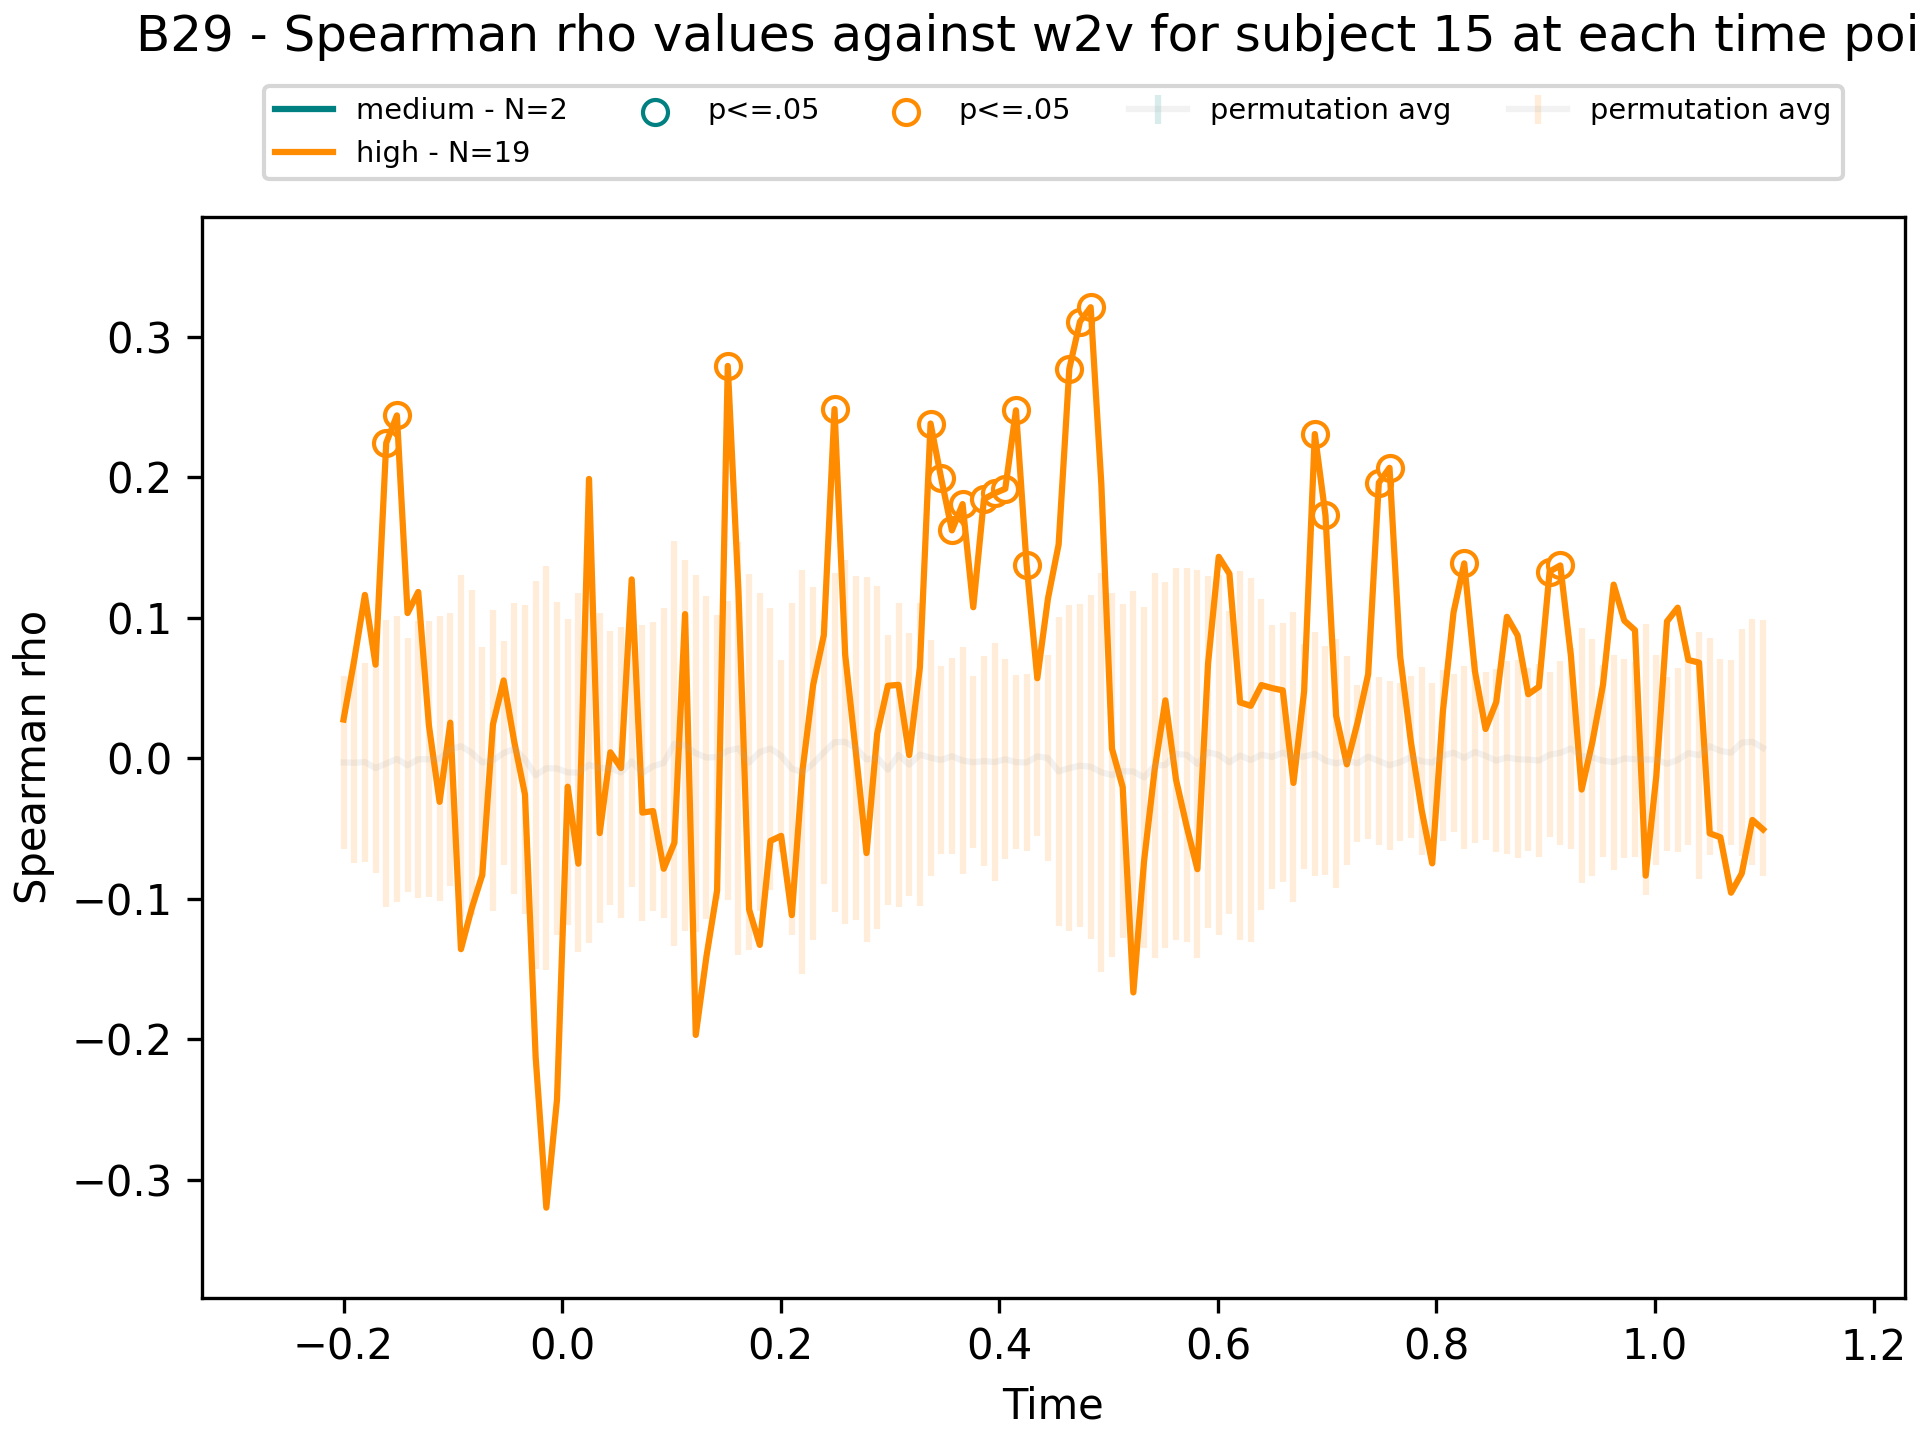 B29 - Spearman rho values against w2v for subject 15 at each time poi
medium - N=2
high - N=19
p<=.05
p<=.05
permutation avg
permutation avg
Spearman rho
0.3
0.2
0.1
0.0
−0.1
−0.2
−0.3
−0.2 0.0 0.2 0.4 0.6 0.8 1.0 1.2
Time